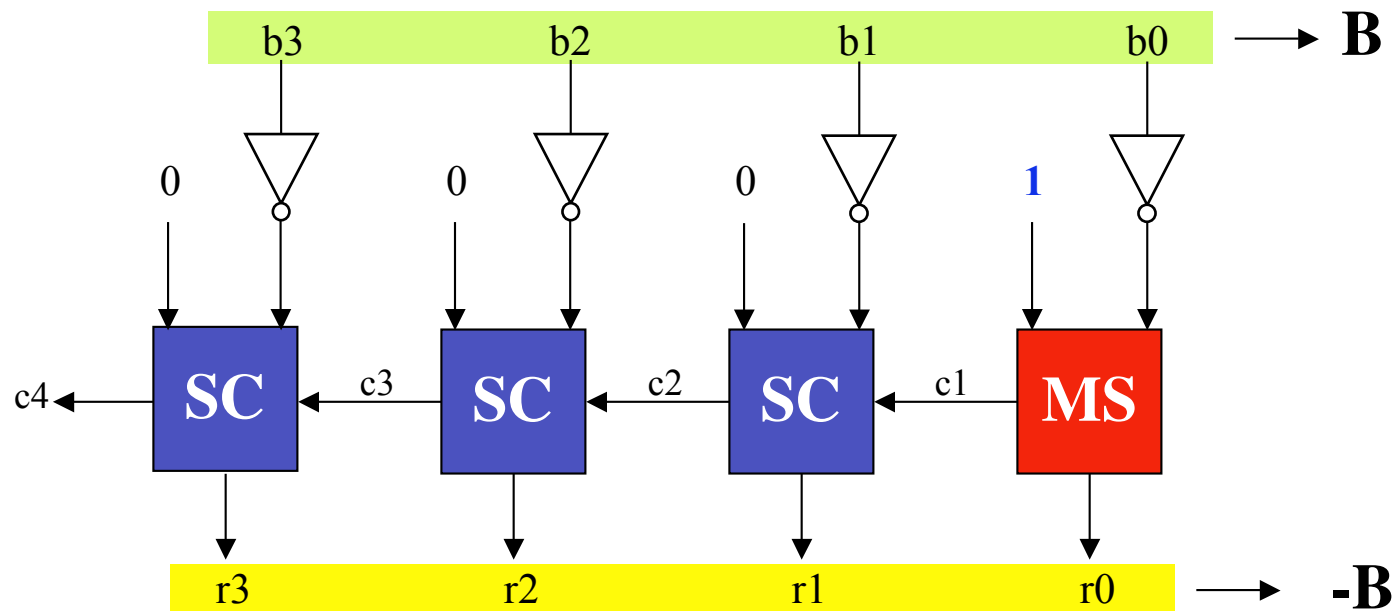 b3 b2 b1 b0 B
0 0 0 1
SC SC SC MS
c4 c3 c2 c1
r3 r2 r1 r0 -B